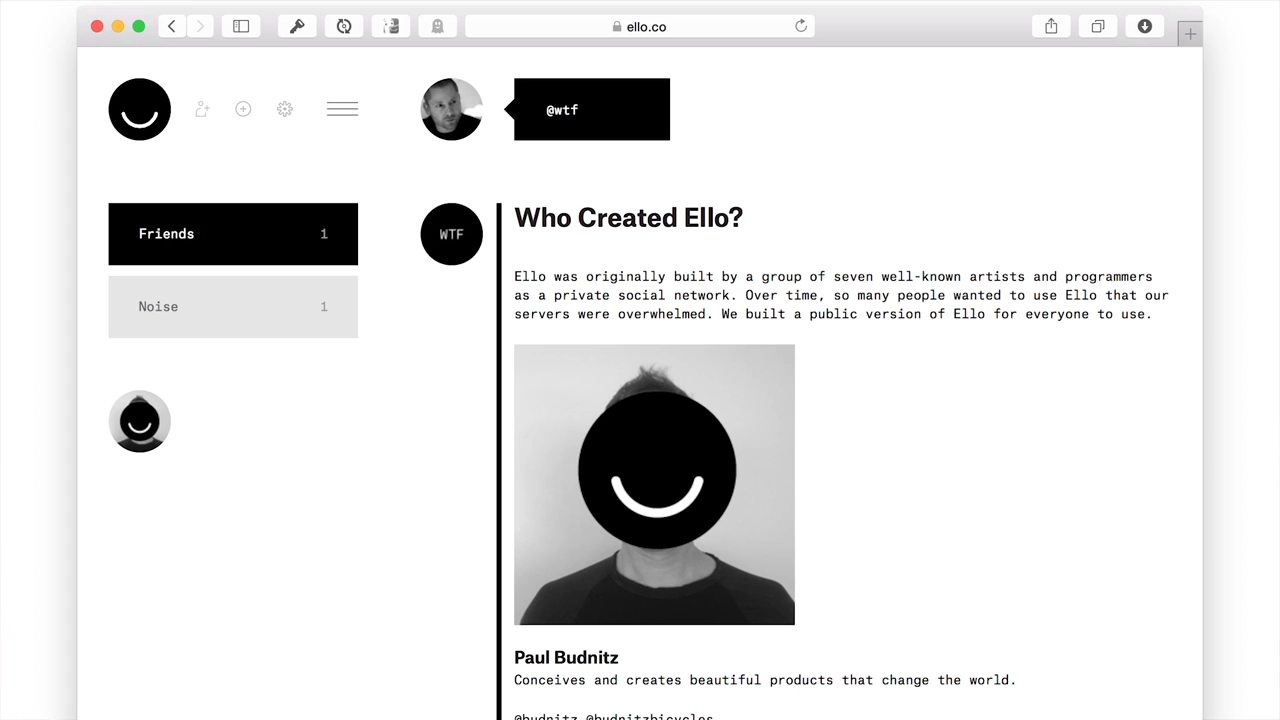 ello.co
@wtf
Friends 1
Noise 1
WTF
Who Created Ello?
Ello was originally built by a group of seven well-known artists and programmers
as a private social network. Over time, so many people wanted to use Ello that our
servers were overwhelmed. We built a public version of Ello for everyone to use.
Paul Budnitz
Conceives and creates beautiful products that change the world.
@budnitz @budnitzbicycles